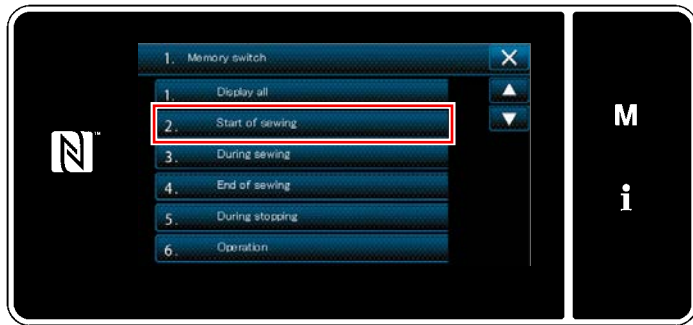 1. Memory switch
1. Display all
2. Start of sewing
3. During sewing
4. End of sewing
5. During stopping
6. Operation
M
i